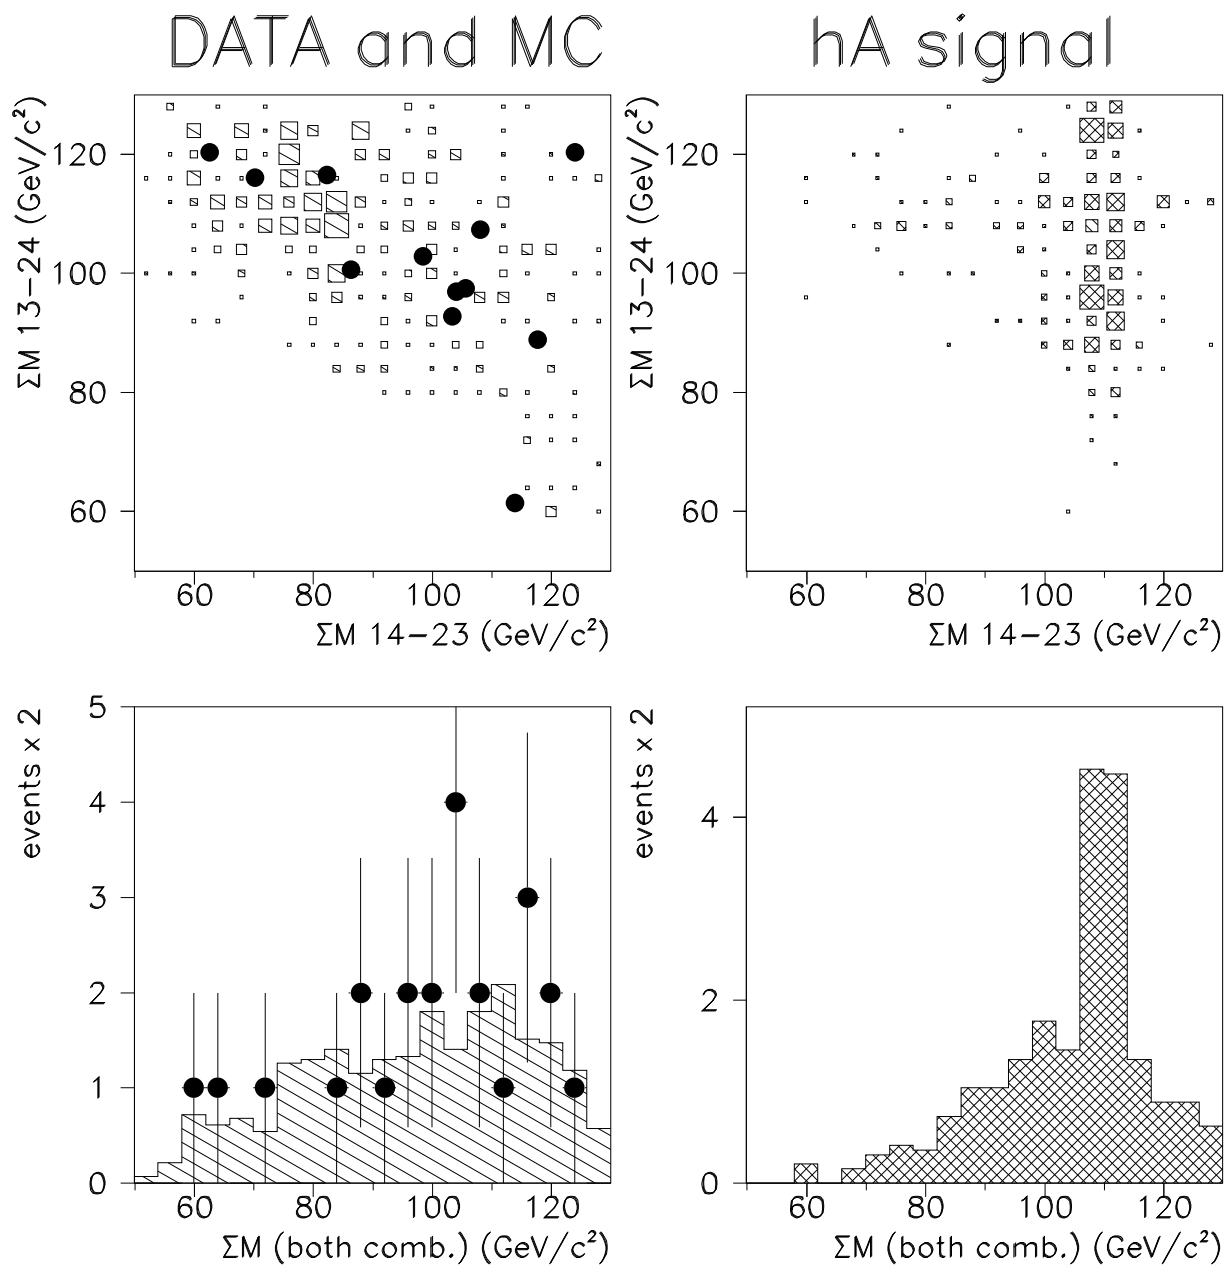 DATA and MC
hA signal
ΣM 13−24 (GeV/c²)
120
100
80
60
60 80 100 120
ΣM 14−23 (GeV/c²)
ΣM 13−24 (GeV/c²)
120
100
80
60
60 80 100 120
ΣM 14−23 (GeV/c²)
events x 2
5
4
3
2
1
0
60 80 100 120
ΣM (both comb.) (GeV/c²)
events x 2
4
2
0
60 80 100 120
ΣM (both comb.) (GeV/c²)